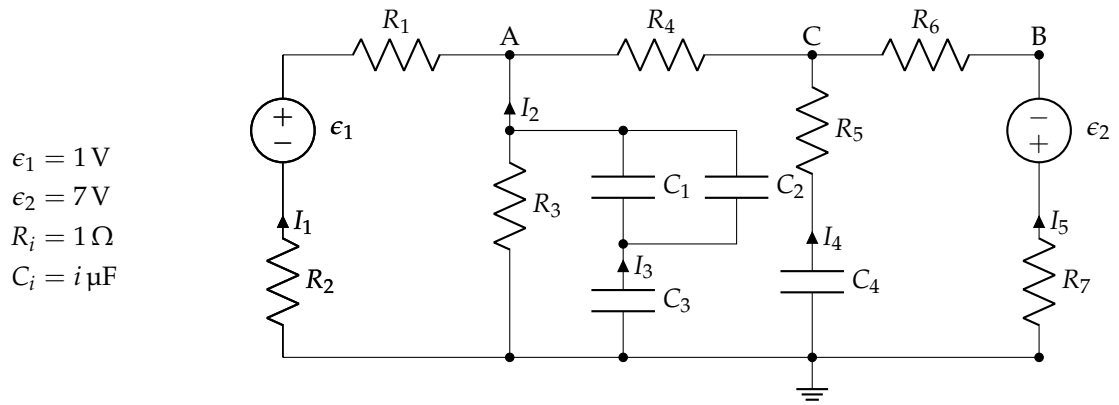 R₁ A R₄ C R₆ B
+ − ϵ₁ I₂ R₅ − + ϵ₂
ϵ₁ = 1 V
ϵ₂ = 7 V
Rᵢ = 1 Ω
Cᵢ = i μF
R₃ C₁ C₂
I₁ I₃ I₄ I₅
R₂ C₃ C₄ R₇